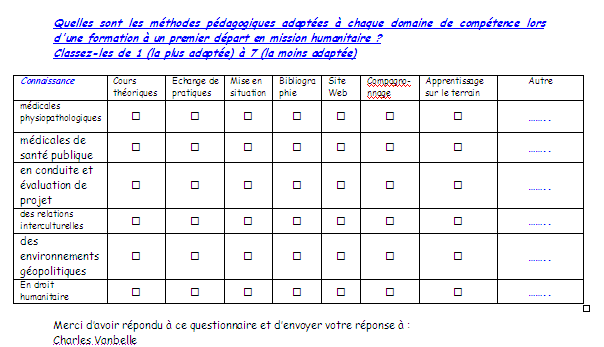 Quelles sont les méthodes pédagogiques adaptées à chaque domaine de compétence lors
d'une formation à un premier départ en mission humanitaire ?
Classez-les de 1 (la plus adaptée) à 7 (la moins adaptée)
Connaissance Cours théoriques Echange de pratiques Mise en situation Bibliogra phie Site Web Compagno-nnage Apprentissage sur le terrain Autre
médicales physiopathologiques □ □ □ □ □ □ □ ……..
médicales de santé publique □ □ □ □ □ □ □ ……..
en conduite et évaluation de projet □ □ □ □ □ □ □ ……..
des relations interculturelles □ □ □ □ □ □ □ ……..
des environnements géopolitiques □ □ □ □ □ □ □ ……..
En droit humanitaire □ □ □ □ □ □ □ ……..
Merci d'avoir répondu à ce questionnaire et d'envoyer votre réponse à :
Charles Vanbelle